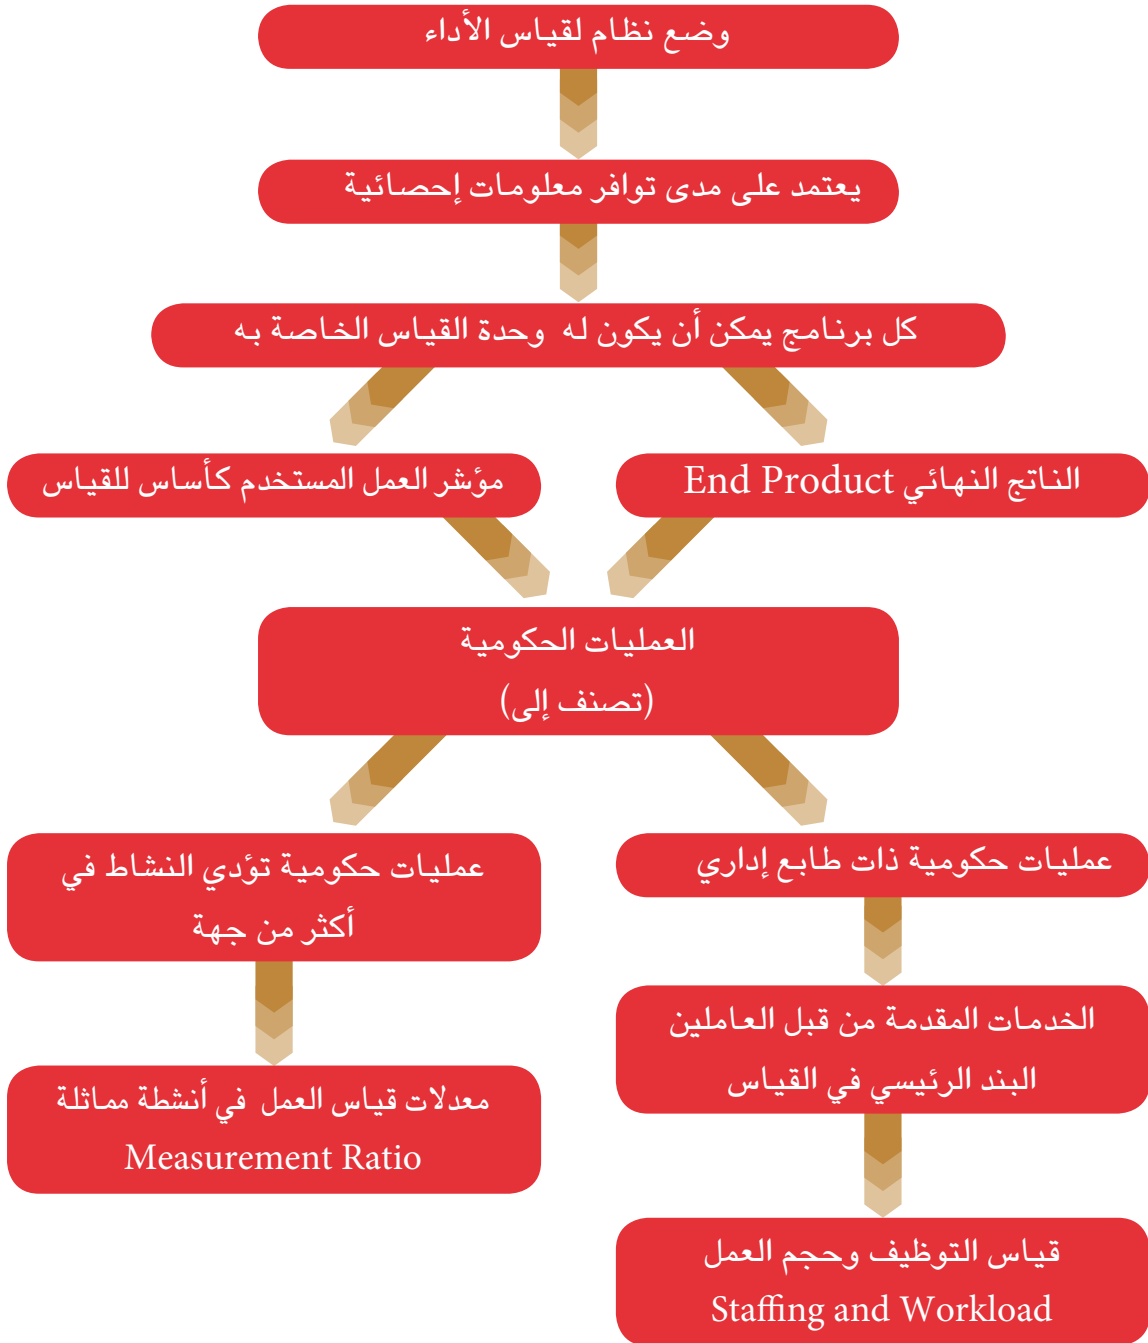 وضع نظام لقياس الأداء
يعتمد على مدى توافر معلومات إحصائية
كل برنامج يمكن أن يكون له وحدة القياس الخاصة به
الناتج النهائي End Product
مؤشر العمل المستخدم كأساس للقياس
العمليات الحكومية
(تصنف إلى)
عمليات حكومية ذات طابع إداري
عمليات حكومية تؤدي النشاط في
أكثر من جهة
الخدمات المقدمة من قبل العاملين
البند الرئيسي في القياس
معدلات قياس العمل في أنشطة مماثلة
Measurement Ratio
قياس التوظيف وحجم العمل
Staffing and Workload